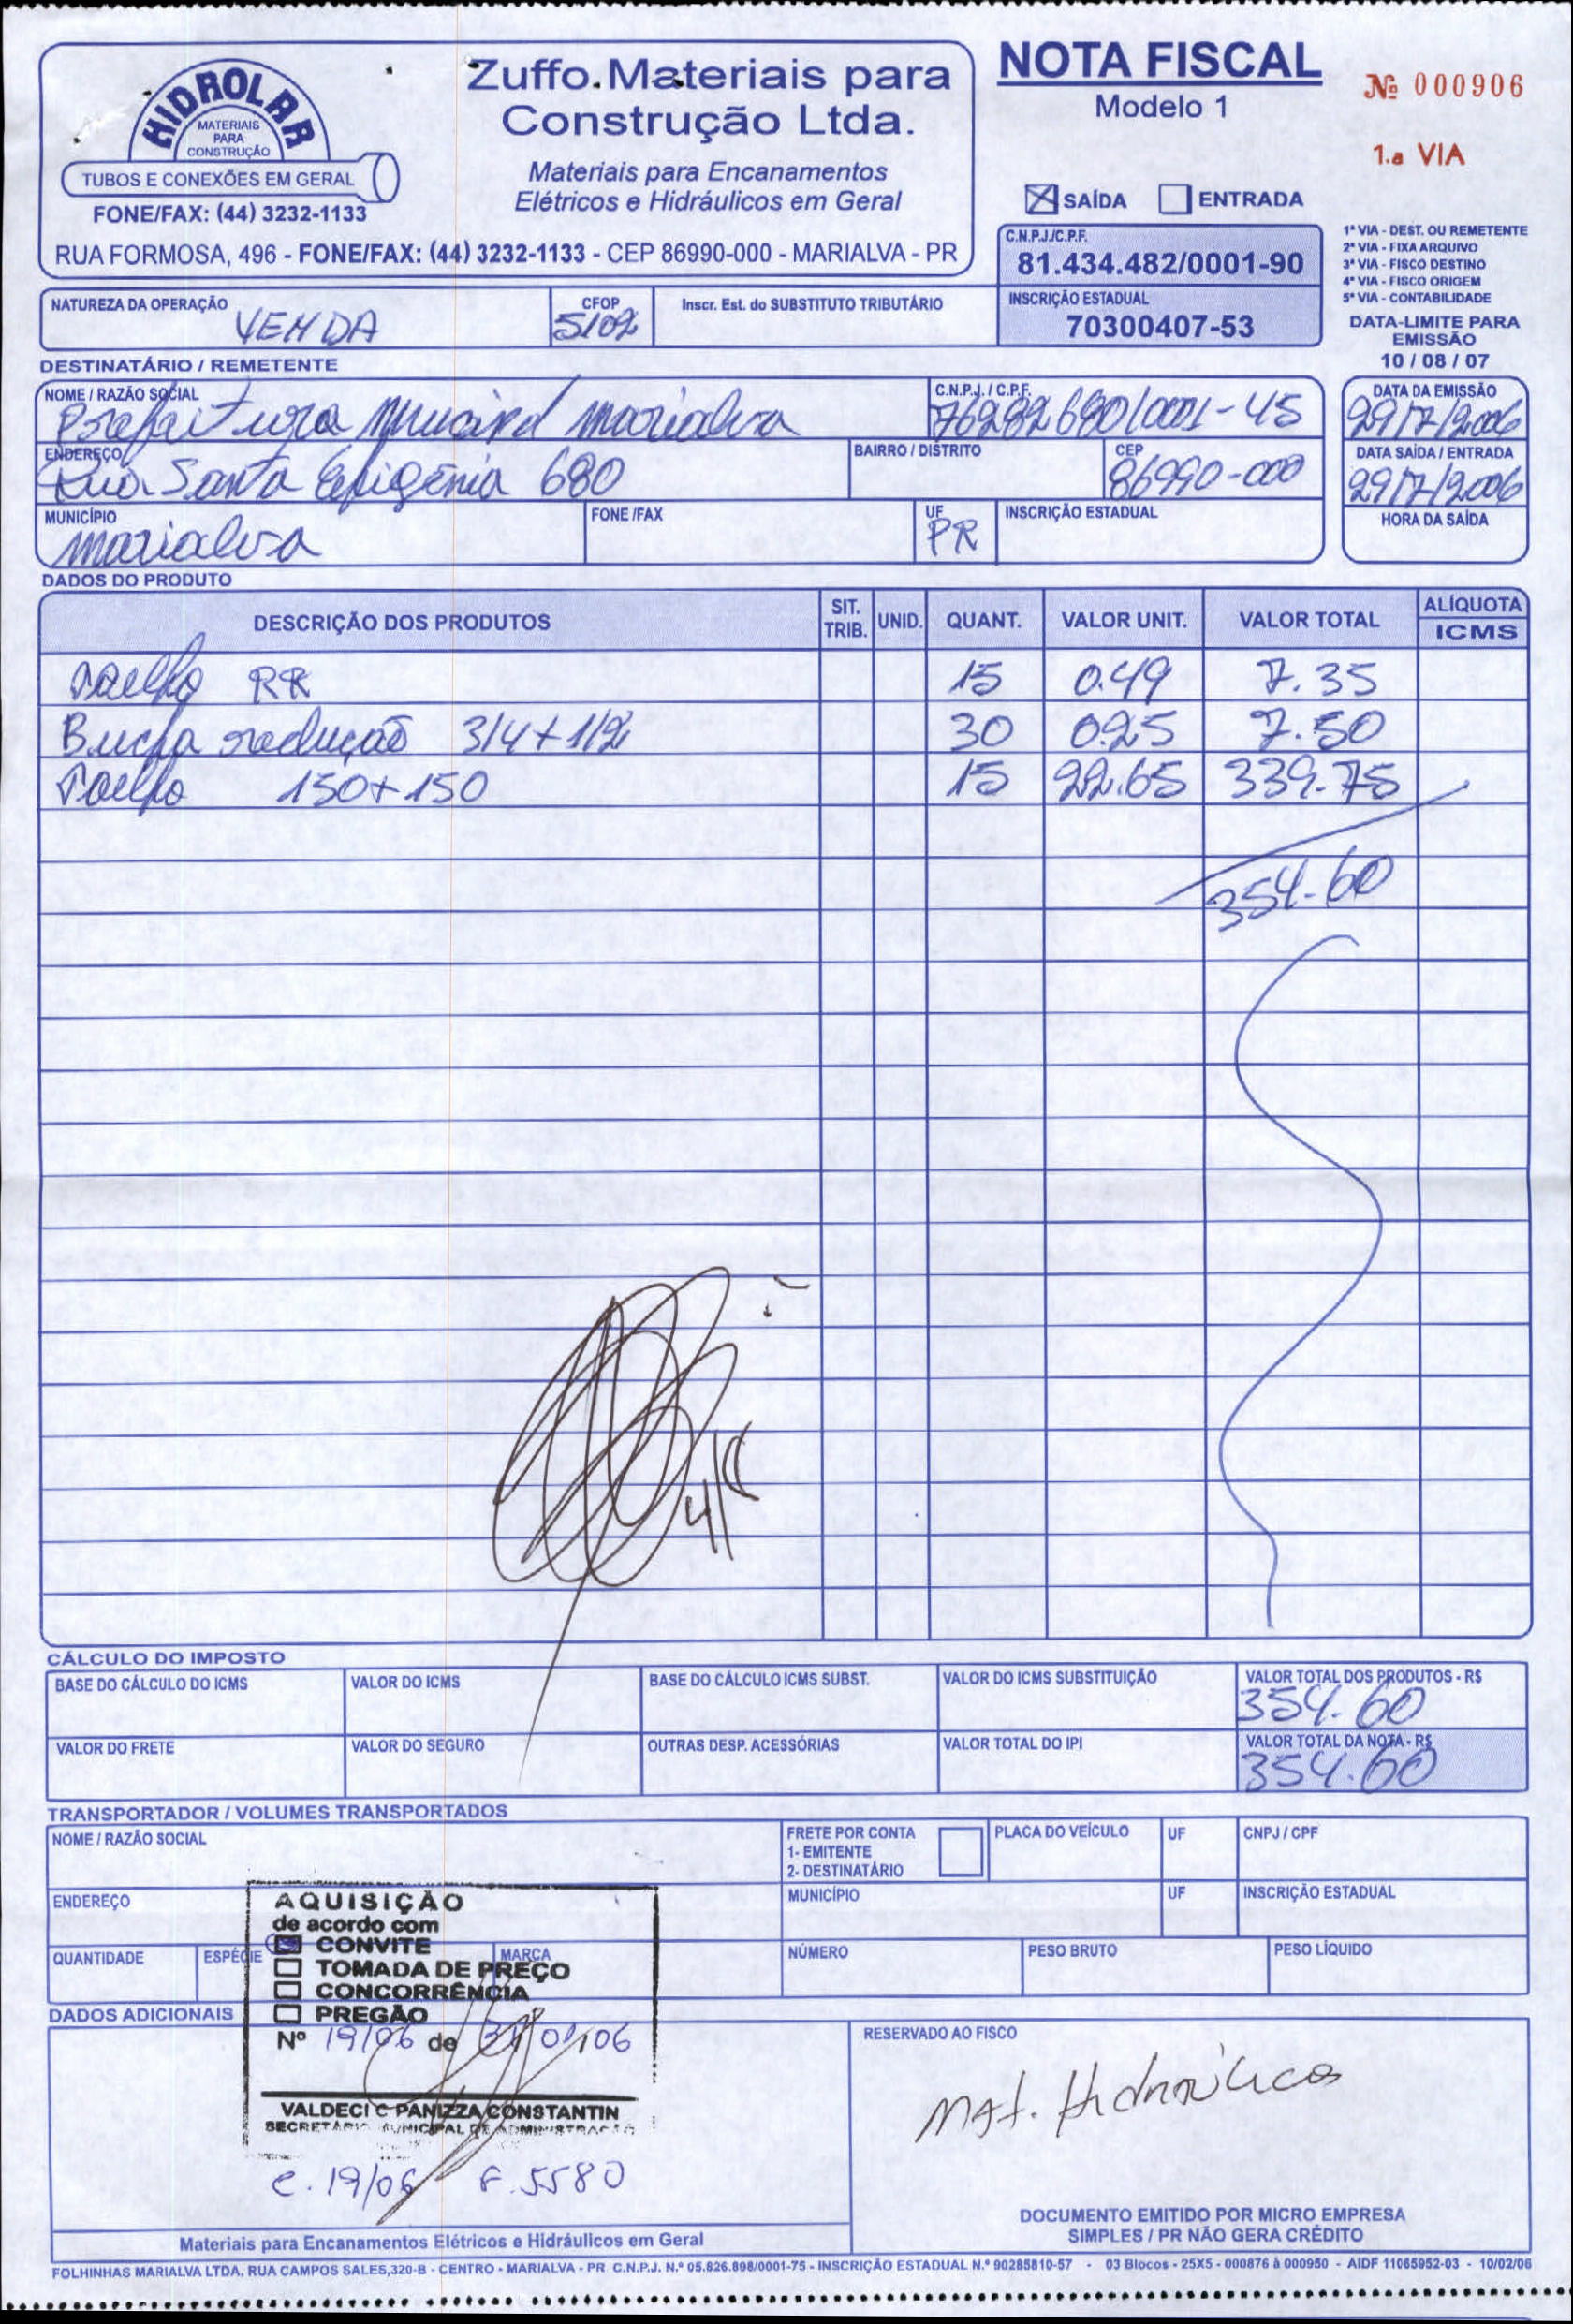 HIDROLAR
MATERIAIS
PARA
CONSTRUÇÃO
TUBOS E CONEXÕES EM GERAL
FONE/FAX: (44) 3232-1133
Zuffo Materiais para
Construção Ltda.
Materiais para Encanamentos
Elétricos e Hidráulicos em Geral
RUA FORMOSA, 496 - FONE/FAX: (44) 3232-1133 - CEP 86990-000 - MARIALVA - PR
NOTA FISCAL
Modelo 1
Nº 000906
1.a VIA
SAÍDA ENTRADA
C.N.P.J./C.P.F.
81.434.482/0001-90
INSCRIÇÃO ESTADUAL
70300407-53
1ª VIA - DEST. OU REMETENTE
2ª VIA - FIXA ARQUIVO
3ª VIA - FISCO DESTINO
4ª VIA - FISCO ORIGEM
5ª VIA - CONTABILIDADE
DATA-LIMITE PARA
EMISSÃO
10 / 08 / 07
NATUREZA DA OPERAÇÃO
VENDA
CFOP
5102
Inscr. Est. do SUBSTITUTO TRIBUTÁRIO
DESTINATÁRIO / REMETENTE
NOME / RAZÃO SOCIAL
Prefeitura Municipal Marialva
C.N.P.J. / C.P.F.
76282680/0001-45
DATA DA EMISSÃO
29/7/2006
ENDEREÇO
Rua Santa Efigênia 680
BAIRRO / DISTRITO
CEP
86990-000
DATA SAÍDA / ENTRADA
29/7/2006
MUNICÍPIO
Marialva
FONE /FAX
UF
PR
INSCRIÇÃO ESTADUAL
HORA DA SAÍDA
DADOS DO PRODUTO
DESCRIÇÃO DOS PRODUTOS SIT. TRIB. UNID. QUANT. VALOR UNIT. VALOR TOTAL ALÍQUOTA ICMS
Joelho RR 15 0.49 7.35
Bucha redução 3/4+1/2 30 0.25 7.50
Joelho 150+150 15 22.65 339.75
354.60
CÁLCULO DO IMPOSTO
BASE DO CÁLCULO DO ICMS VALOR DO ICMS BASE DO CÁLCULO ICMS SUBST. VALOR DO ICMS SUBSTITUIÇÃO VALOR TOTAL DOS PRODUTOS - R$
354.60
VALOR DO FRETE VALOR DO SEGURO OUTRAS DESP. ACESSÓRIAS VALOR TOTAL DO IPI VALOR TOTAL DA NOTA - R$
354.60
TRANSPORTADOR / VOLUMES TRANSPORTADOS
NOME / RAZÃO SOCIAL
FRETE POR CONTA
1- EMITENTE
2- DESTINATÁRIO
PLACA DO VEÍCULO UF CNPJ / CPF
ENDEREÇO MUNICÍPIO UF INSCRIÇÃO ESTADUAL
QUANTIDADE ESPÉCIE MARCA NÚMERO PESO BRUTO PESO LÍQUIDO
AQUISIÇÃO
de acordo com
CONVITE
TOMADA DE PREÇO
CONCORRÊNCIA
PREGÃO
Nº 19/06 de 31/01/06
VALDECI C PANIZZA CONSTANTIN
SECRETÁRIO MUNICIPAL DE ADMINISTRAÇÃO
c. 19/06 F. 5580
DADOS ADICIONAIS
RESERVADO AO FISCO
Mat. Hidraulicos
DOCUMENTO EMITIDO POR MICRO EMPRESA
SIMPLES / PR NÃO GERA CRÉDITO
Materiais para Encanamentos Elétricos e Hidráulicos em Geral
FOLHINHAS MARIALVA LTDA. RUA CAMPOS SALES,320-B - CENTRO - MARIALVA - PR C.N.P.J. N.º 05.626.898/0001-75 - INSCRIÇÃO ESTADUAL N.º 90285810-57 - 03 Blocos - 25X5 - 000876 à 000950 - AIDF 11065952-03 - 10/02/06